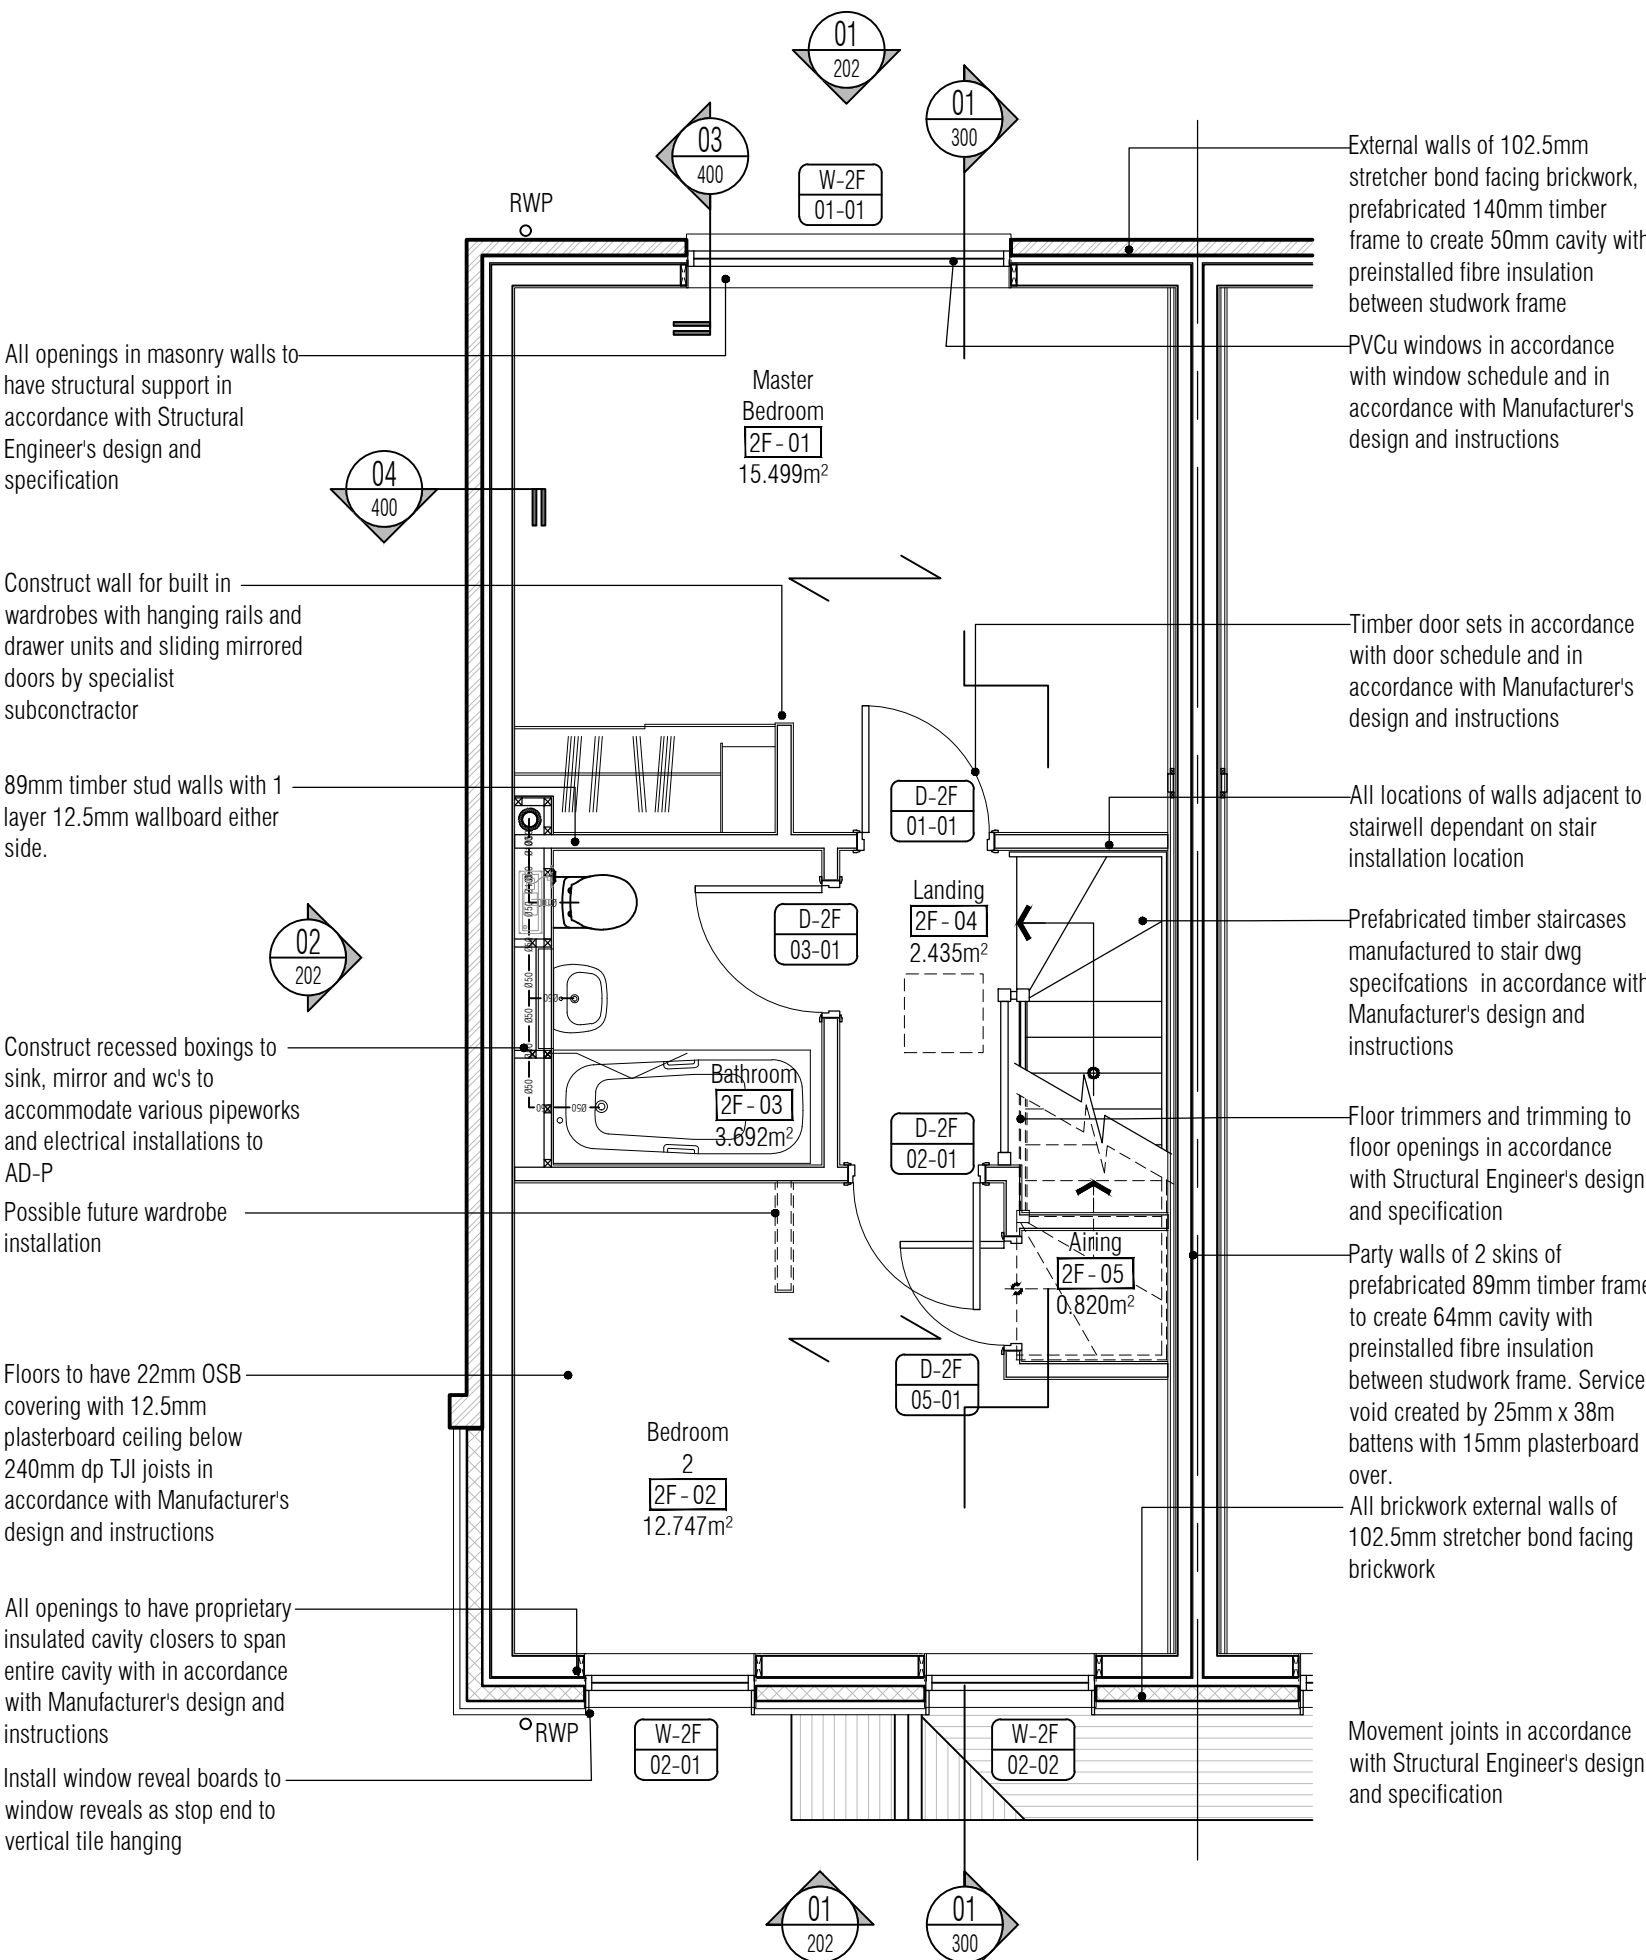 01
202
01
300
03
400
W-2F
01-01
RWP
External walls of 102.5mm
stretcher bond facing brickwork,
prefabricated 140mm timber
frame to create 50mm cavity with
preinstalled fibre insulation
between studwork frame
PVCu windows in accordance
with window schedule and in
accordance with Manufacturer's
design and instructions
All openings in masonry walls to
have structural support in
accordance with Structural
Engineer's design and
specification
Master
Bedroom
2F-01
15.499m²
04
400
Construct wall for built in
wardrobes with hanging rails and
drawer units and sliding mirrored
doors by specialist
subconctractor
Timber door sets in accordance
with door schedule and in
accordance with Manufacturer's
design and instructions
89mm timber stud walls with 1
layer 12.5mm wallboard either
side.
D-2F
01-01
All locations of walls adjacent to
stairwell dependant on stair
installation location
Landing
2F-04
2.435m²
D-2F
03-01
02
202
Prefabricated timber staircases
manufactured to stair dwg
specifcations in accordance with
Manufacturer's design and
instructions
Ø50
Ø50
Ø50
Ø50
Ø50
Construct recessed boxings to
sink, mirror and wc's to
accommodate various pipeworks
and electrical installations to
AD-P
Bathroom
2F-03
3.692m²
D-2F
02-01
Floor trimmers and trimming to
floor openings in accordance
with Structural Engineer's design
and specification
Possible future wardrobe
installation
Airing
2F-05
0.820m²
Party walls of 2 skins of
prefabricated 89mm timber frame
to create 64mm cavity with
preinstalled fibre insulation
between studwork frame. Service
void created by 25mm x 38m
battens with 15mm plasterboard
over.
D-2F
05-01
Floors to have 22mm OSB
covering with 12.5mm
plasterboard ceiling below
240mm dp TJI joists in
accordance with Manufacturer's
design and instructions
Bedroom
2
2F-02
12.747m²
All brickwork external walls of
102.5mm stretcher bond facing
brickwork
All openings to have proprietary
insulated cavity closers to span
entire cavity with in accordance
with Manufacturer's design and
instructions
RWP
W-2F
02-01
W-2F
02-02
Movement joints in accordance
with Structural Engineer's design
and specification
Install window reveal boards to
window reveals as stop end to
vertical tile hanging
01
202
01
300